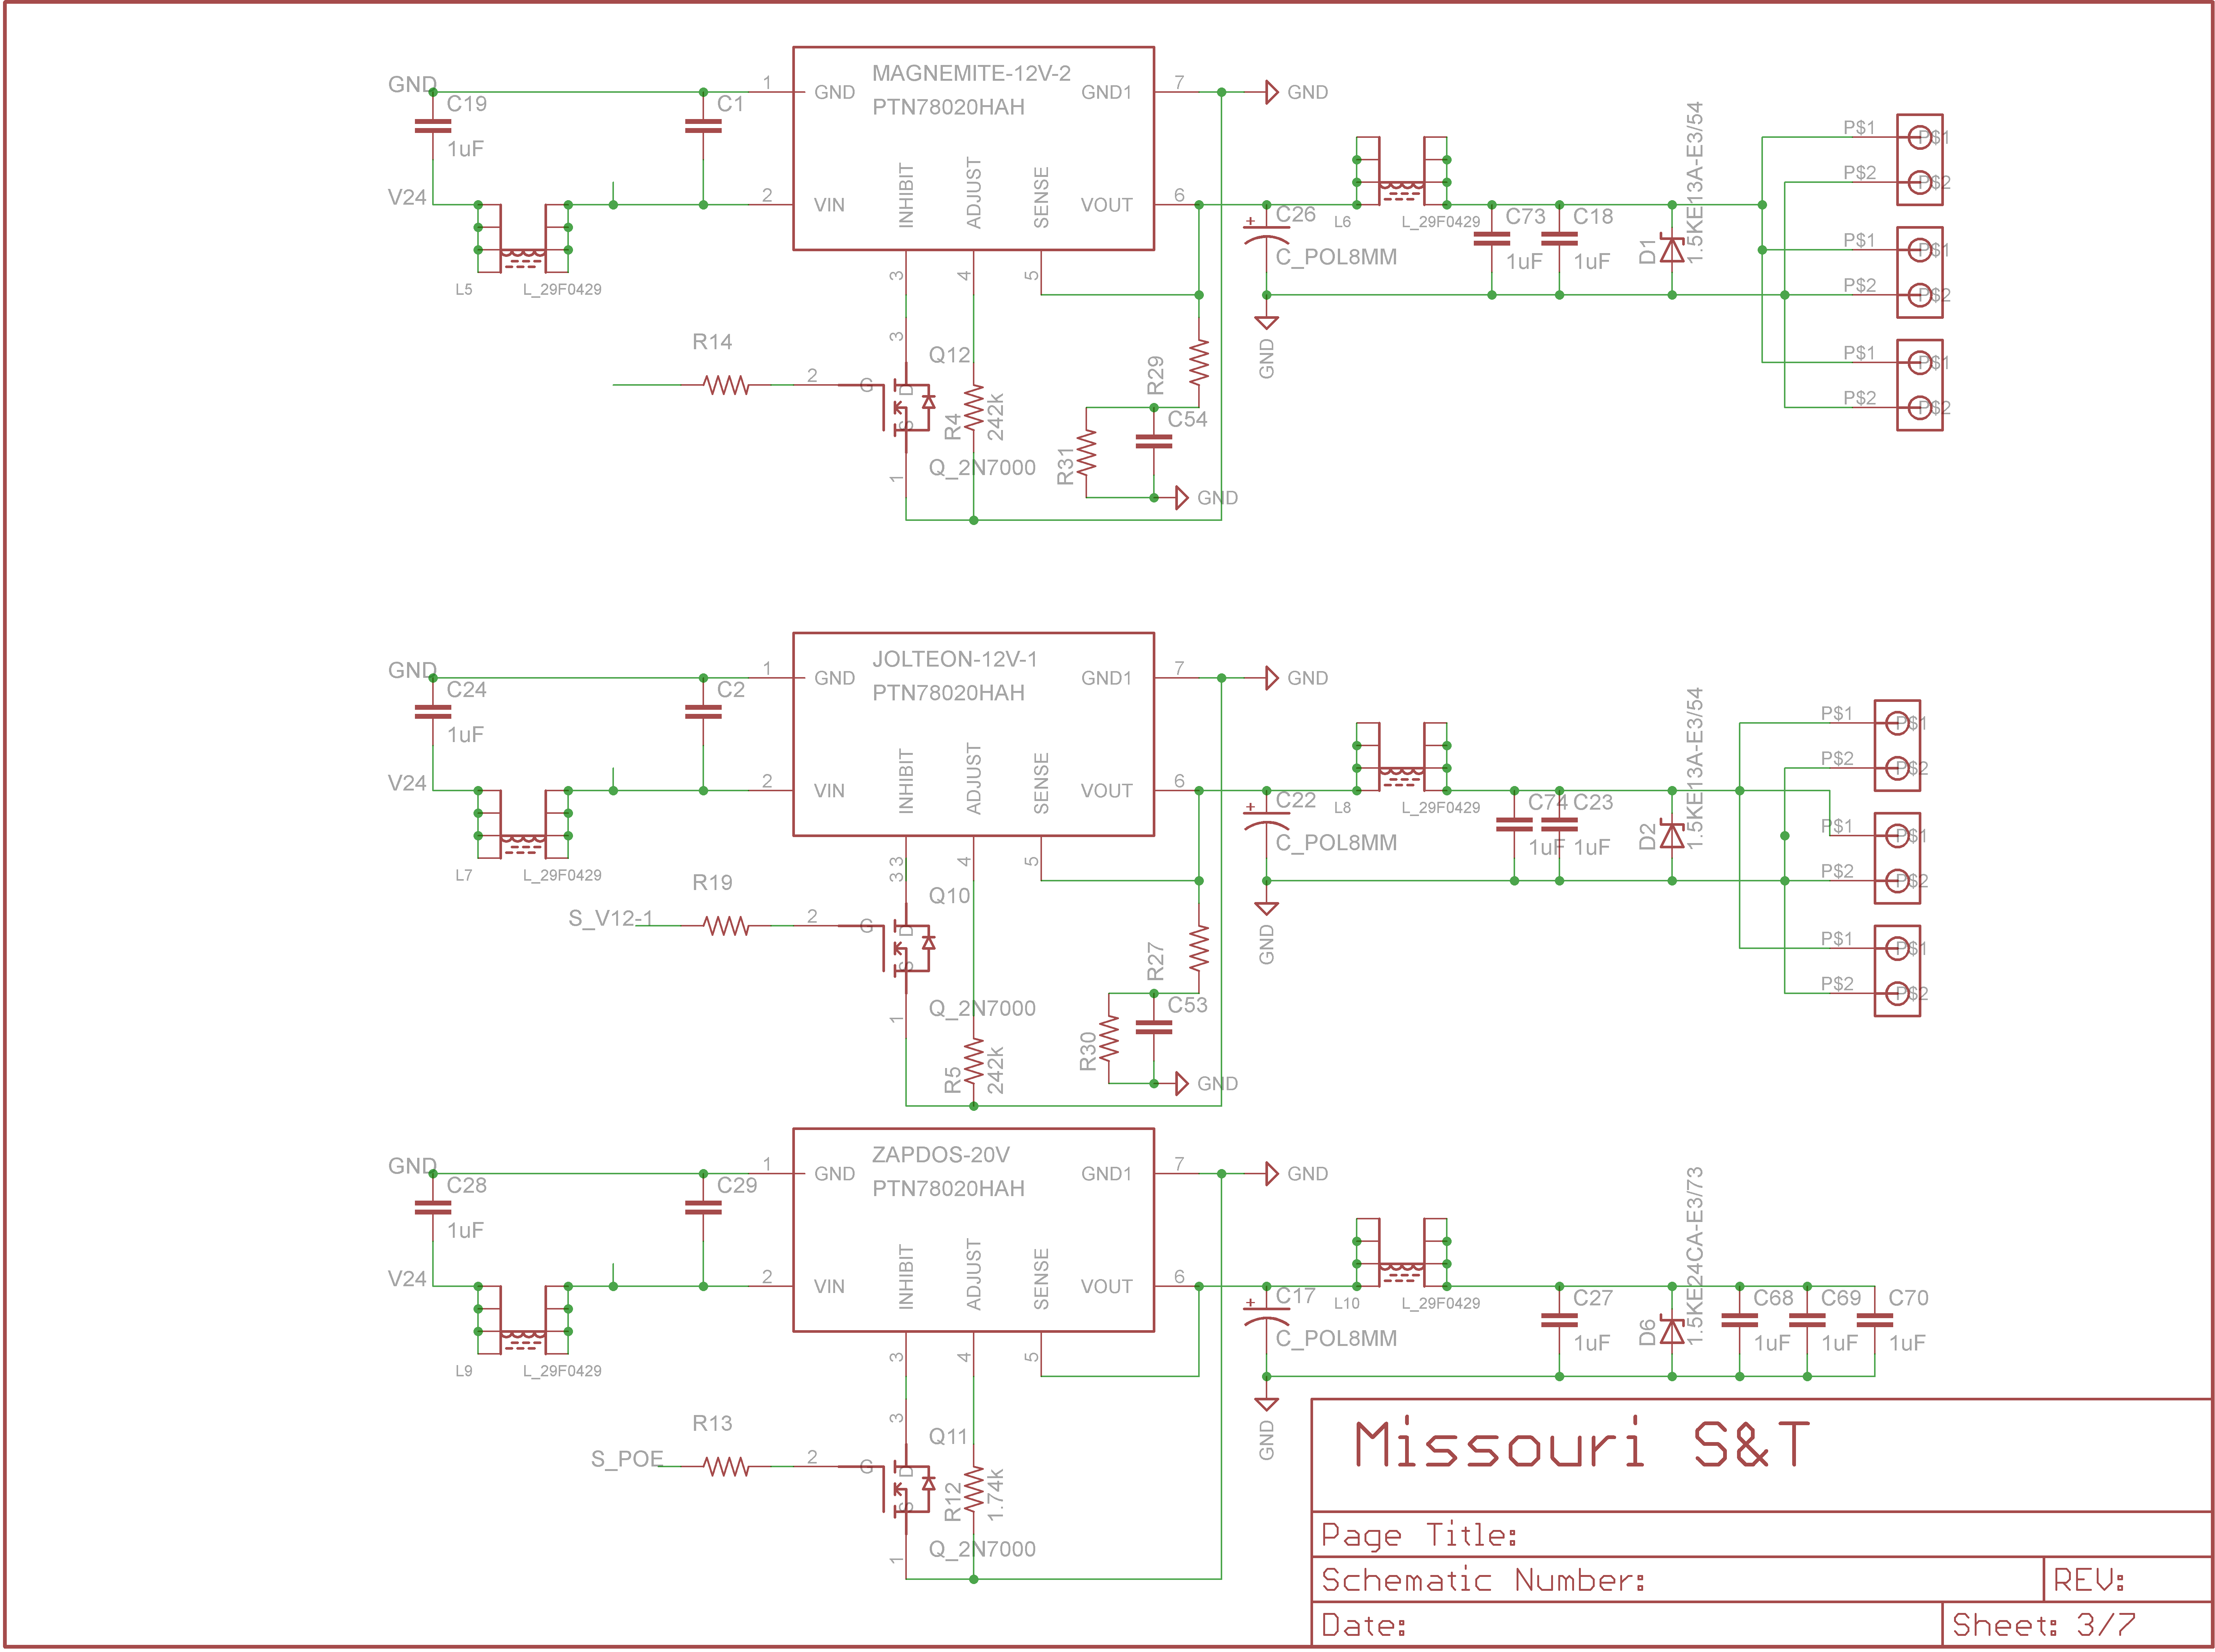 MAGNEMITE-12V-2
PTN78020HAH
GND
C19
1uF
C1
1
GND
GND1
7
GND
V24
2
VIN
INHIBIT
ADJUST
SENSE
VOUT
6
L5
L_29F0429
3
4
5
C26
C_POL8MM
GND
L6
L_29F0429
C73
1uF
C18
1uF
D1
1.5KE13A-E3/54
P$1
P$1
P$2
P$2
P$1
P$1
P$2
P$2
P$1
P$1
P$2
P$2
R14
2
G
3
D
S
1
Q12
Q_2N7000
R4
242k
R29
R31
C54
GND
JOLTEON-12V-1
PTN78020HAH
GND
C24
1uF
C2
1
GND
GND1
7
GND
V24
2
VIN
INHIBIT
ADJUST
SENSE
VOUT
6
L7
L_29F0429
3
4
5
C22
C_POL8MM
GND
L8
L_29F0429
C74
1uF
C23
1uF
D2
1.5KE13A-E3/54
P$1
P$1
P$2
P$2
P$1
P$1
P$2
P$2
P$1
P$1
P$2
P$2
S_V12-1
R19
2
G
3
D
S
1
Q10
Q_2N7000
R5
242k
R27
R30
C53
GND
ZAPDOS-20V
PTN78020HAH
GND
C28
1uF
C29
1
GND
GND1
7
GND
V24
2
VIN
INHIBIT
ADJUST
SENSE
VOUT
6
L9
L_29F0429
3
4
5
C17
C_POL8MM
GND
L10
L_29F0429
C27
1uF
D6
1.5KE24CA-E3/73
C68
1uF
C69
1uF
C70
1uF
S_POE
R13
2
G
3
D
S
1
Q11
Q_2N7000
R12
1.74k
Missouri S&T
Page Title:
Schematic Number:
REV:
Date:
Sheet: 3/7